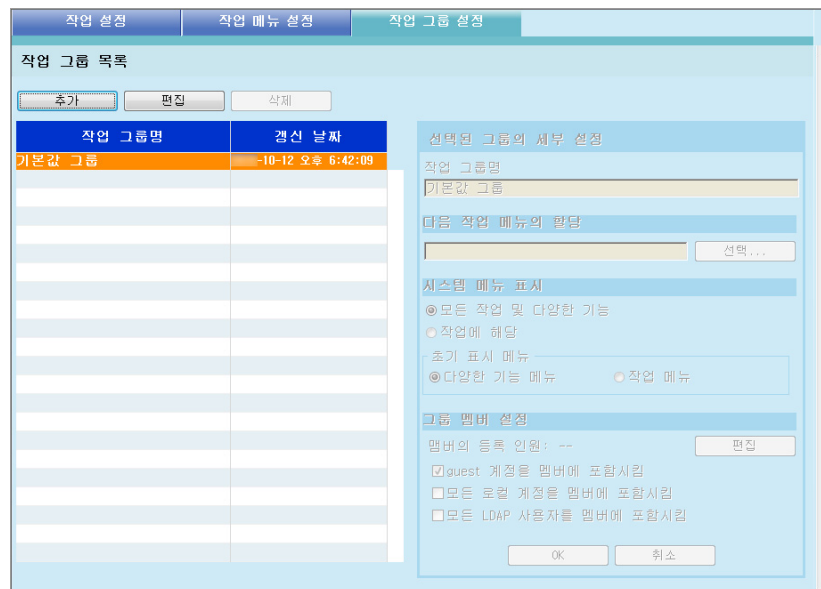 작업 설정 작업 메뉴 설정 작업 그룹 설정
작업 그룹 목록
추가 편집 삭제
작업 그룹명 갱신 날짜
기본값 그룹 -10-12 오후 6:42:09
선택된 그룹의 세부 설정
작업 그룹명
기본값 그룹
다음 작업 메뉴의 할당
선택...
시스템 메뉴 표시
모든 작업 및 다양한 기능
작업에 해당
초기 표시 메뉴
다양한 기능 메뉴 작업 메뉴
그룹 멤버 설정
맴버의 등록 인원: -- 편집
guest 계정을 멤버에 포함시킴
모든 로컬 계정을 멤버에 포함시킴
모든 LDAP 사용자를 멤버에 포함시킴
OK 취소